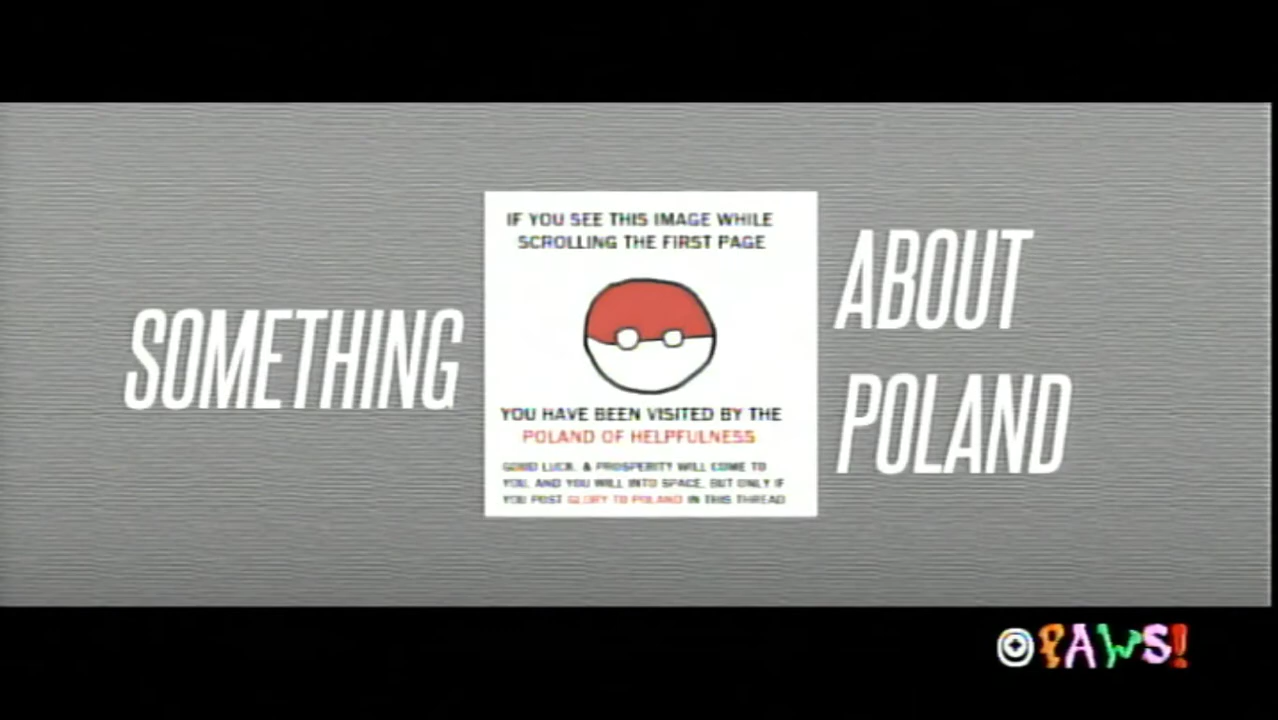 SOMETHING
IF YOU SEE THIS IMAGE WHILE
SCROLLING THE FIRST PAGE
YOU HAVE BEEN VISITED BY THE
POLAND OF HELPFULNESS
GOOD LUCK, & PROSPERITY WILL COME TO
YOU, AND YOU WILL INTO SPACE, BUT ONLY IF
YOU POST GLORY TO POLAND IN THIS THREAD
ABOUT
POLAND
PAWS!